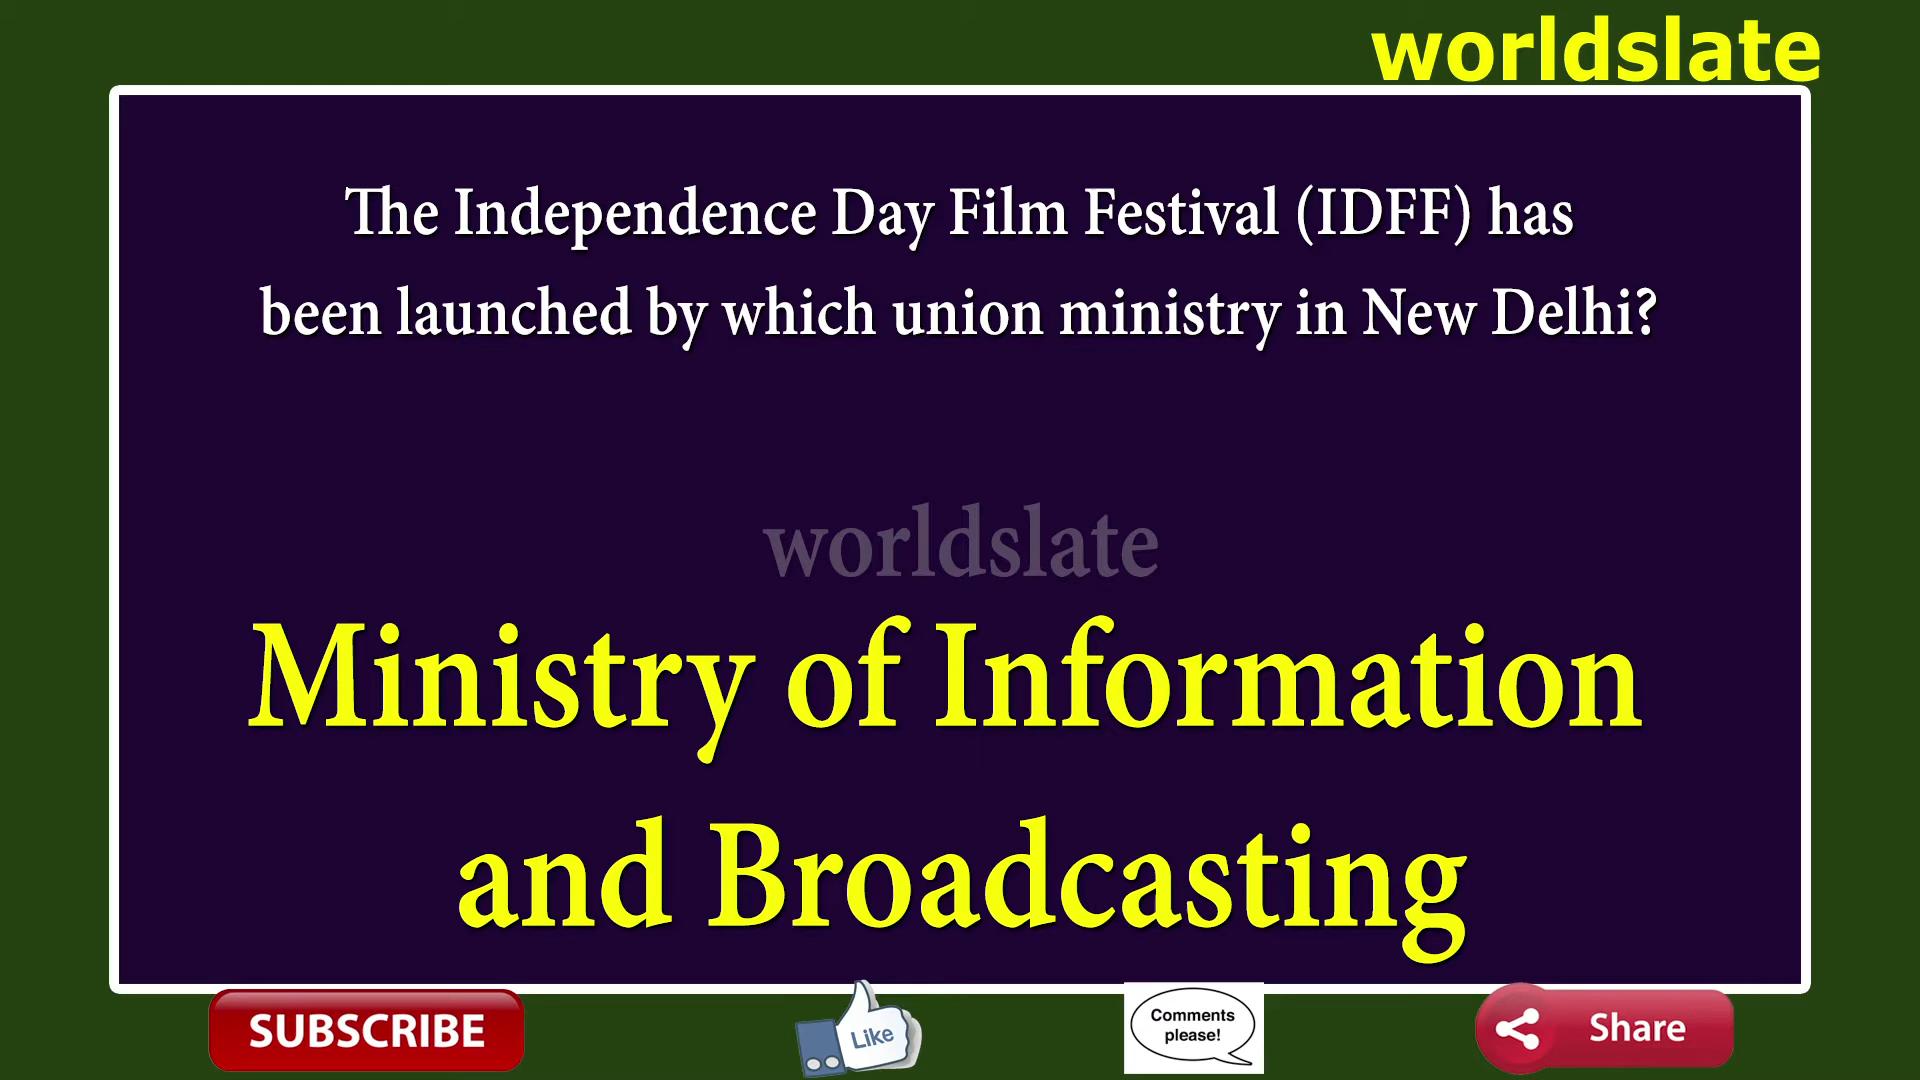 worldslate
The Independence Day Film Festival (IDFF) has
been launched by which union ministry in New Delhi?
worldslate
Ministry of Information
and Broadcasting
SUBSCRIBE
Like
Comments
please!
Share